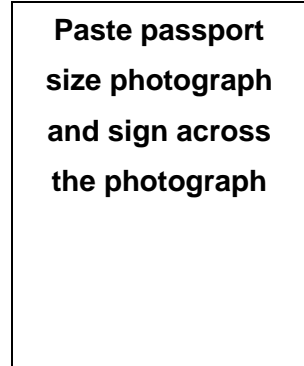 Paste passport
size photograph
and sign across
the photograph